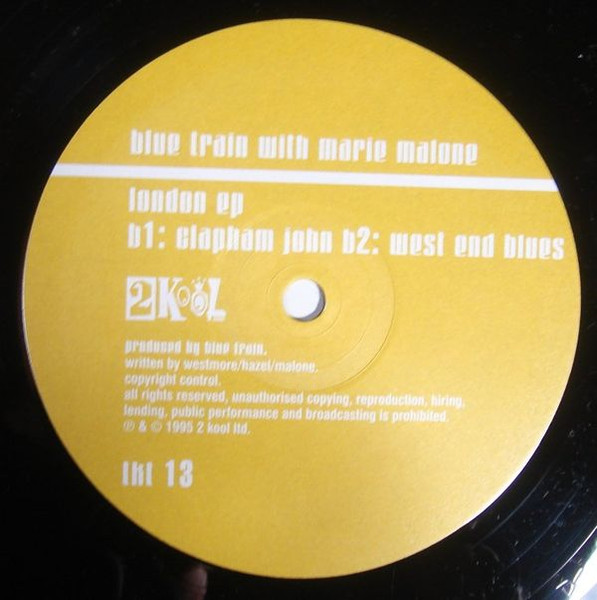 blue train with marie malone
london ep
b1: clapham john b2: west end blues
2 KOOL
produced by blue train.
written by westmore/hazel/malone.
copyright control.
all rights reserved, unauthorised copying, reproduction, hiring,
lending, public performance and broadcasting is prohibited.
℗ & © 1995 2 kool ltd.
tkt 13